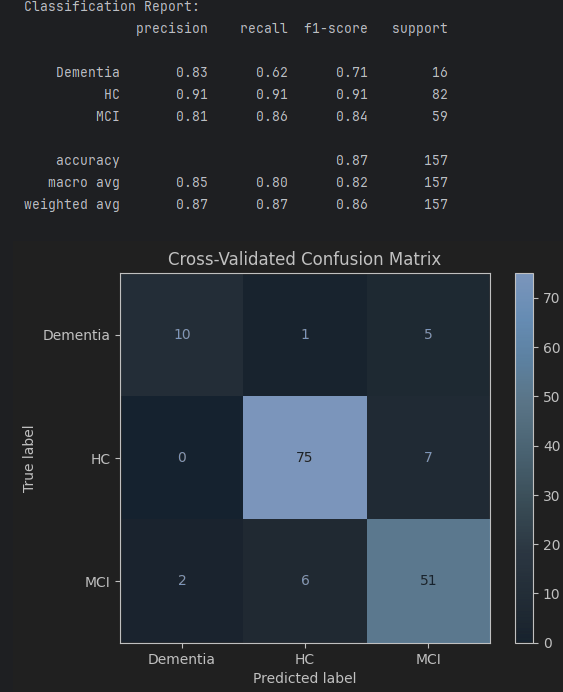 Classification Report:
precision recall f1-score support
Dementia 0.83 0.62 0.71 16
HC 0.91 0.91 0.91 82
MCI 0.81 0.86 0.84 59
accuracy 0.87 157
macro avg 0.85 0.80 0.82 157
weighted avg 0.87 0.87 0.86 157
Cross-Validated Confusion Matrix
70
Dementia 10 1 5
60
50
True label
HC 0 75 7
40
30
20
MCI 2 6 51
10
0
Dementia HC MCI
Predicted label